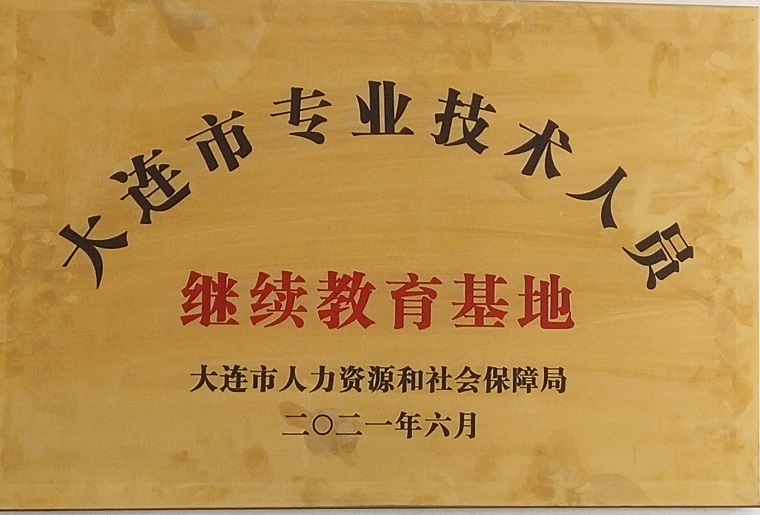 大连市专业技术人员
继续教育基地
大连市人力资源和社会保障局
二〇二一年六月